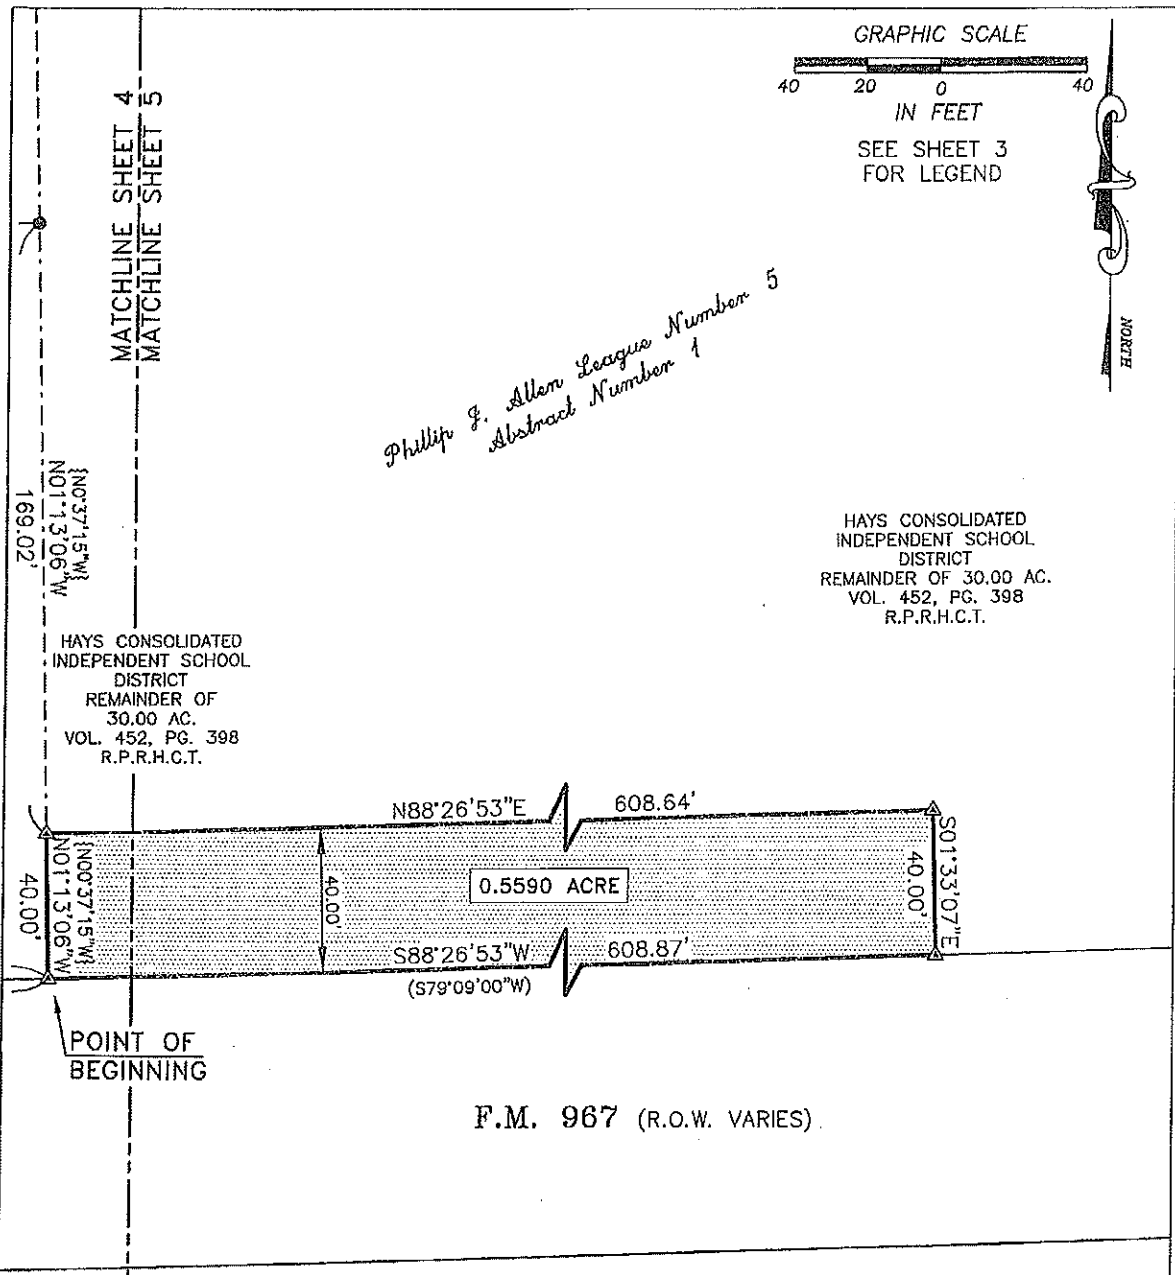 GRAPHIC SCALE
40 20 0 40
IN FEET
SEE SHEET 3
FOR LEGEND
NORTH
MATCHLINE SHEET 4
MATCHLINE SHEET 5
Phillip J. Allen League Number 5
Abstract Number 1
{N0°37'15"W}
N01°13'06"W
169.02'
HAYS CONSOLIDATED
INDEPENDENT SCHOOL
DISTRICT
REMAINDER OF 30.00 AC.
VOL. 452, PG. 398
R.P.R.H.C.T.
HAYS CONSOLIDATED
INDEPENDENT SCHOOL
DISTRICT
REMAINDER OF
30.00 AC.
VOL. 452, PG. 398
R.P.R.H.C.T.
N88°26'53"E 608.64'
{N00°37'15"W}
N01°13'06"W
40.00'
40.00'
0.5590 ACRE
S01°33'07"E
40.00'
S88°26'53"W 608.87'
(S79°09'00"W)
POINT OF
BEGINNING
F.M. 967 (R.O.W. VARIES)